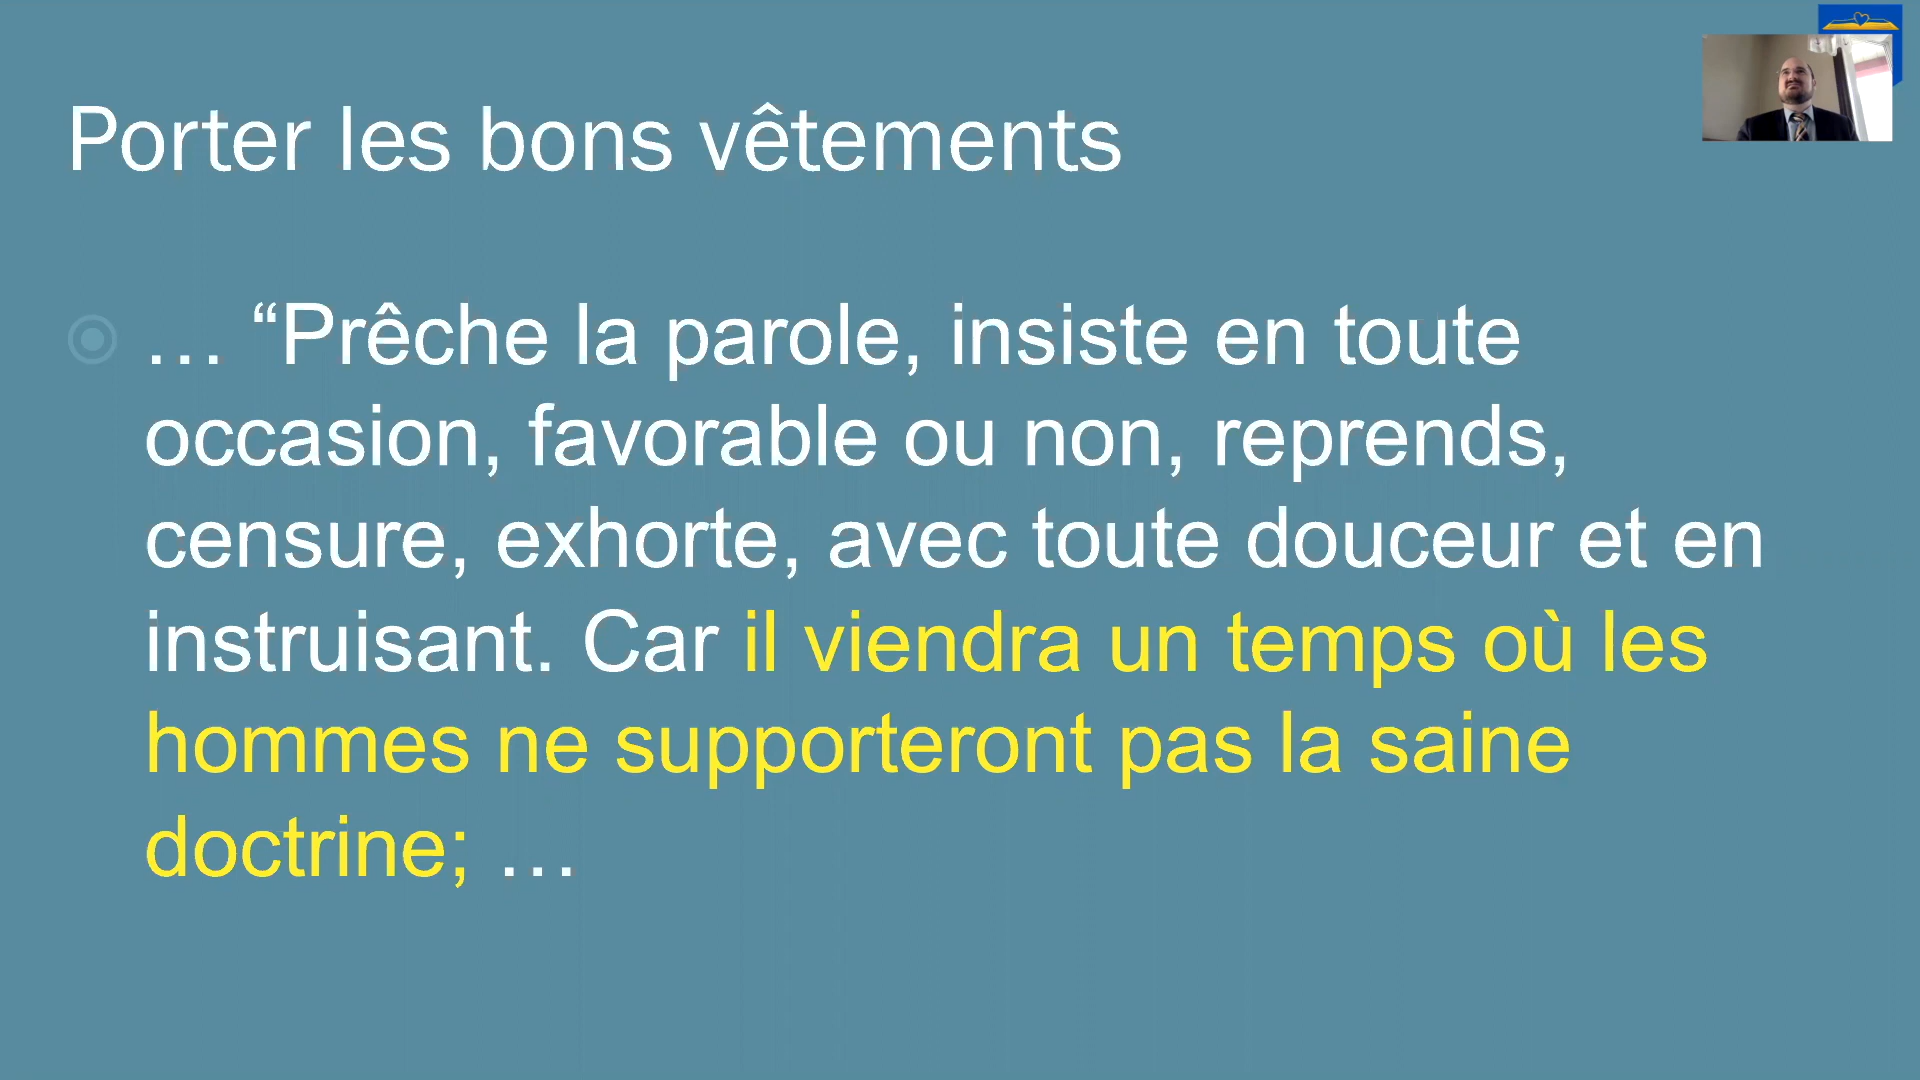 Porter les bons vêtements
… “Prêche la parole, insiste en toute
occasion, favorable ou non, reprends,
censure, exhorte, avec toute douceur et en
instruisant. Car il viendra un temps où les
hommes ne supporteront pas la saine
doctrine; …